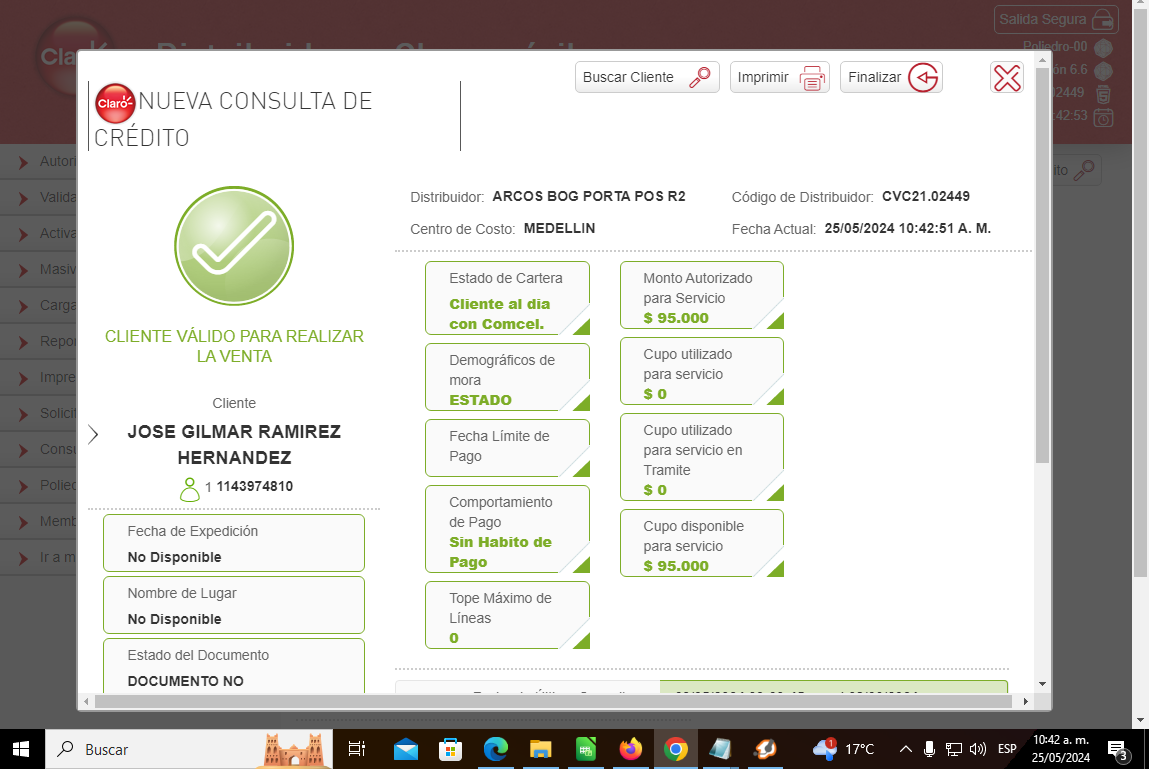 Salida Segura
Claro
Poliedro-00
Buscar Cliente
Imprimir
Finalizar
6.6
02449
:42:53
Claro
NUEVA CONSULTA DE
CRÉDITO
Autori
Valida
Activa
Masiv
Carga
Repor
Impre
Solicit
Consu
Polied
Memb
Ir a m
CLIENTE VÁLIDO PARA REALIZAR
LA VENTA
Cliente
JOSE GILMAR RAMIREZ
HERNANDEZ
1 1143974810
Fecha de Expedición
No Disponible
Nombre de Lugar
No Disponible
Estado del Documento
DOCUMENTO NO
Distribuidor: ARCOS BOG PORTA POS R2
Código de Distribuidor: CVC21.02449
Centro de Costo: MEDELLIN
Fecha Actual: 25/05/2024 10:42:51 A. M.
Estado de Cartera
Cliente al dia
con Comcel.
Demográficos de
mora
ESTADO
Fecha Límite de
Pago
Comportamiento
de Pago
Sin Habito de
Pago
Tope Máximo de
Líneas
0
Monto Autorizado
para Servicio
$ 95.000
Cupo utilizado
para servicio
$ 0
Cupo utilizado
para servicio en
Tramite
$ 0
Cupo disponible
para servicio
$ 95.000
Buscar
1
17°C
ESP
10:42 a. m.
25/05/2024
3